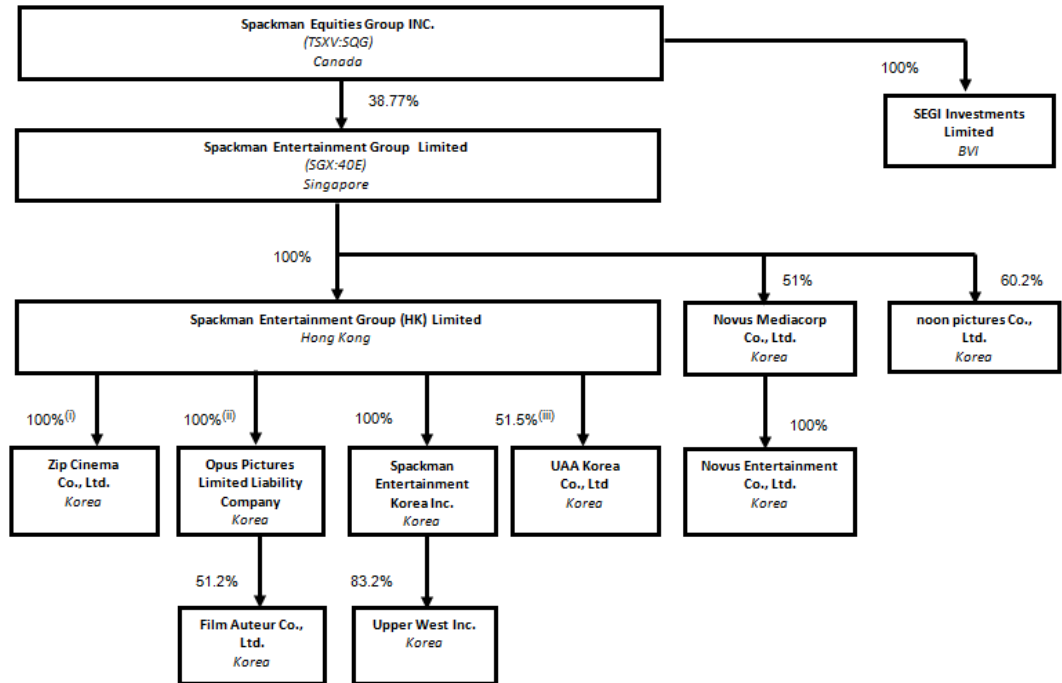 Spackman Equities Group INC.
(TSXV:SQG)
Canada
100%
38.77%
SEGI Investments
Limited
BVI
Spackman Entertainment Group Limited
(SGX:40E)
Singapore
100%
51%
60.2%
Spackman Entertainment Group (HK) Limited
Hong Kong
Novus Mediacorp
Co., Ltd.
Korea
noon pictures Co.,
Ltd.
Korea
100%(i)
100%(ii)
100%
51.5%(iii)
100%
Zip Cinema
Co., Ltd.
Korea
Opus Pictures
Limited Liability
Company
Korea
Spackman
Entertainment
Korea Inc.
Korea
UAA Korea
Co., Ltd
Korea
Novus Entertainment
Co., Ltd.
Korea
51.2%
83.2%
Film Auteur Co.,
Ltd.
Korea
Upper West Inc.
Korea